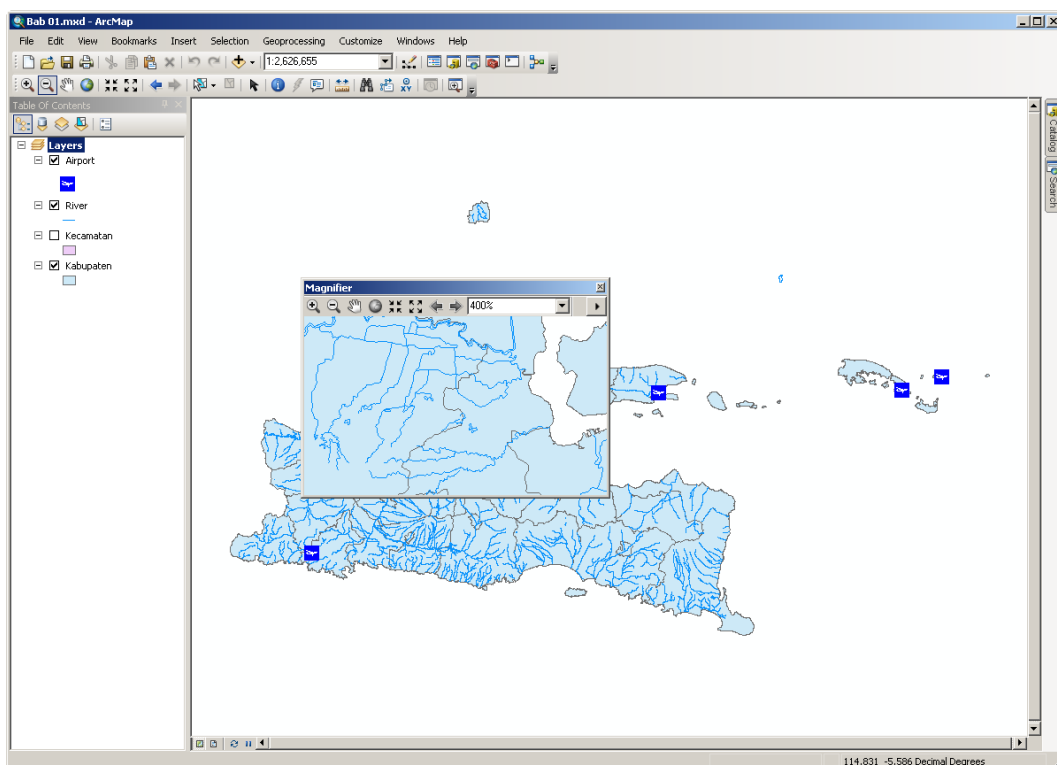 Bab 01.mxd - ArcMap
File Edit View Bookmarks Insert Selection Geoprocessing Customize Windows Help
1:2,626,655
Table Of Contents
Layers
Airport
River
Kecamatan
Kabupaten
Magnifier
400%
Catalog
Search
114.831 -5.586 Decimal Degrees